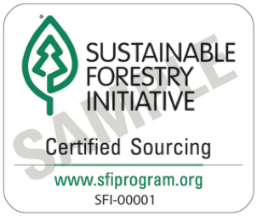 SUSTAINABLE
FORESTRY
INITIATIVE
SAMPLE
Certified Sourcing
www.sfiprogram.org
SFI-00001